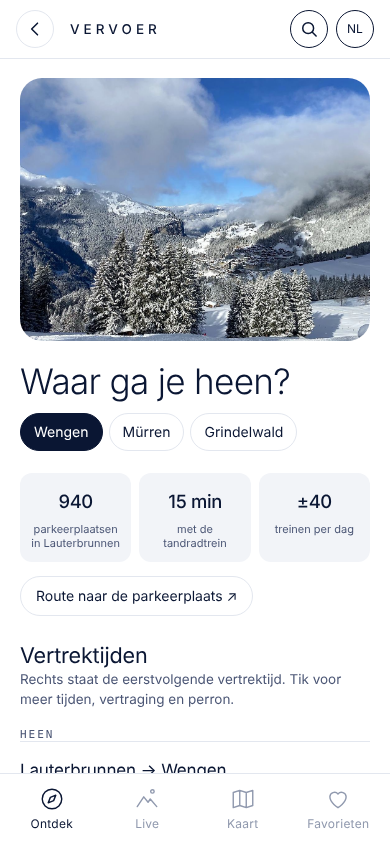 VERVOER
NL
Waar ga je heen?
Wengen
Mürren
Grindelwald
940
parkeerplaatsen
in Lauterbrunnen
15 min
met de
tandradtrein
±40
treinen per dag
Route naar de parkeerplaats ↗
Vertrektijden
Rechts staat de eerstvolgende vertrektijd. Tik voor
meer tijden, vertraging en perron.
HEEN
Lauterbrunnen → Wengen
Ontdek
Live
Kaart
Favorieten